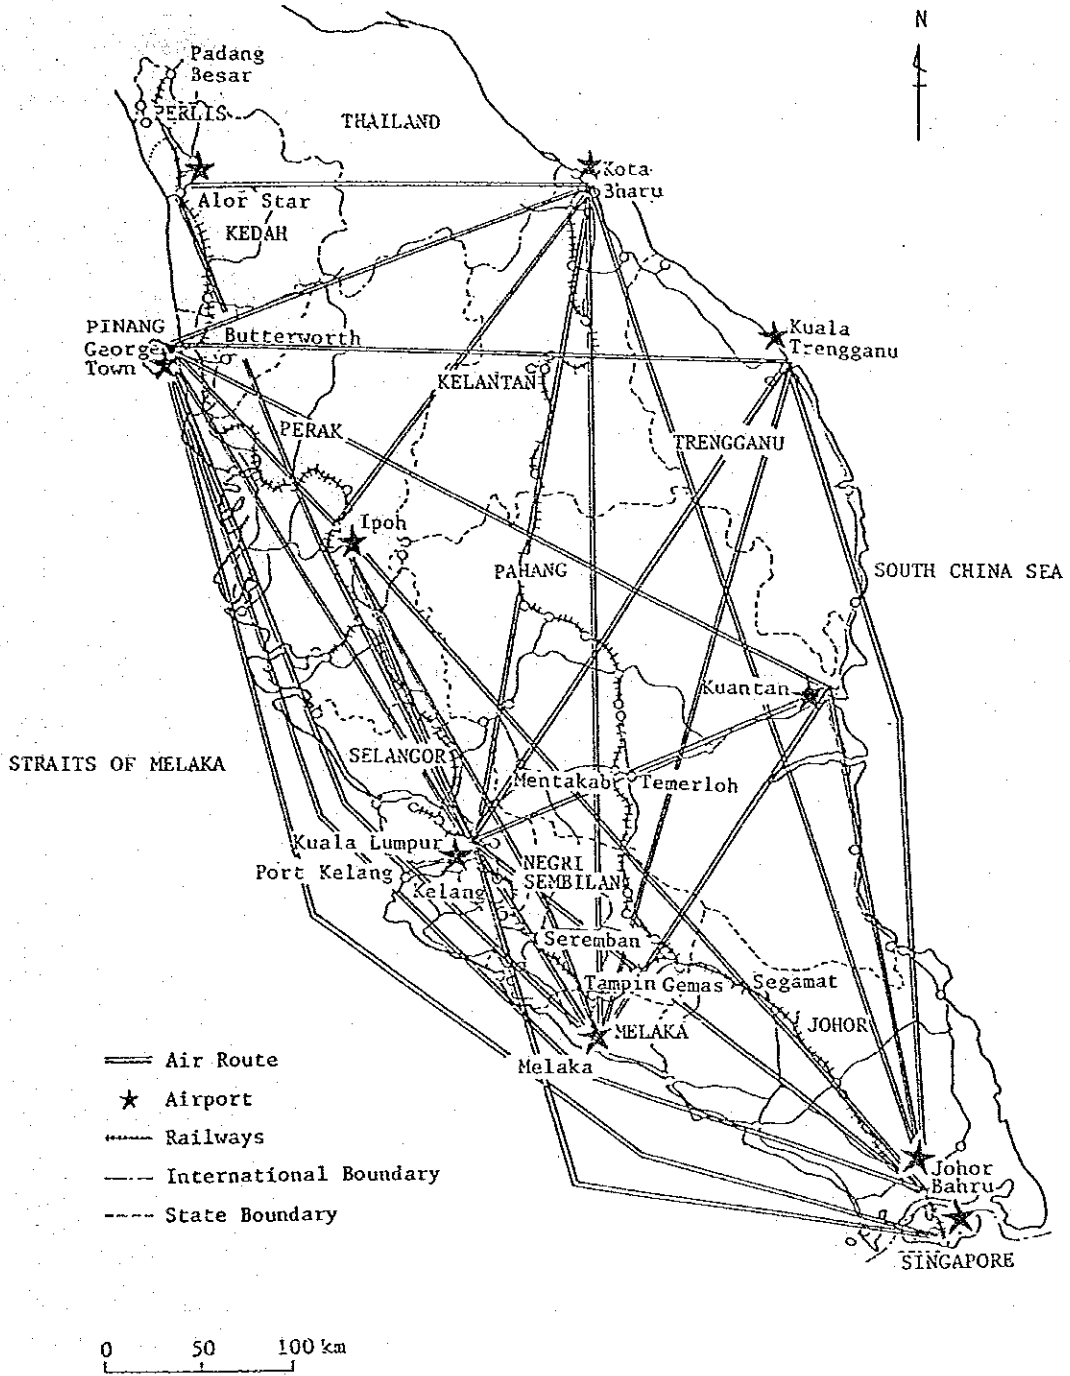 N
Padang
Besar
PERLIS
THAILAND
Kota
Bharu
Alor Star
KEDAH
PINANG
George
Town
Butterworth
Kuala
Trengganu
KELANTAN
PERAK
TRENGGANU
Ipoh
PAHANG
SOUTH CHINA SEA
Kuantan
STRAITS OF MELAKA
SELANGOR
Mentakab
Temerloh
Kuala Lumpur
Port Kelang
Kelang
NEGRI
SEMBILAN
Seremban
Tampin
Gemas
Segamat
MELAKA
JOHOR
Melaka
Air Route
Airport
Railways
International Boundary
State Boundary
Johor
Bahru
SINGAPORE
0 50 100 km